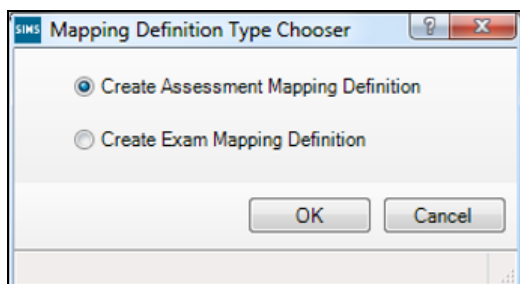 SIMS Mapping Definition Type Chooser ?
Create Assessment Mapping Definition
Create Exam Mapping Definition
OK Cancel